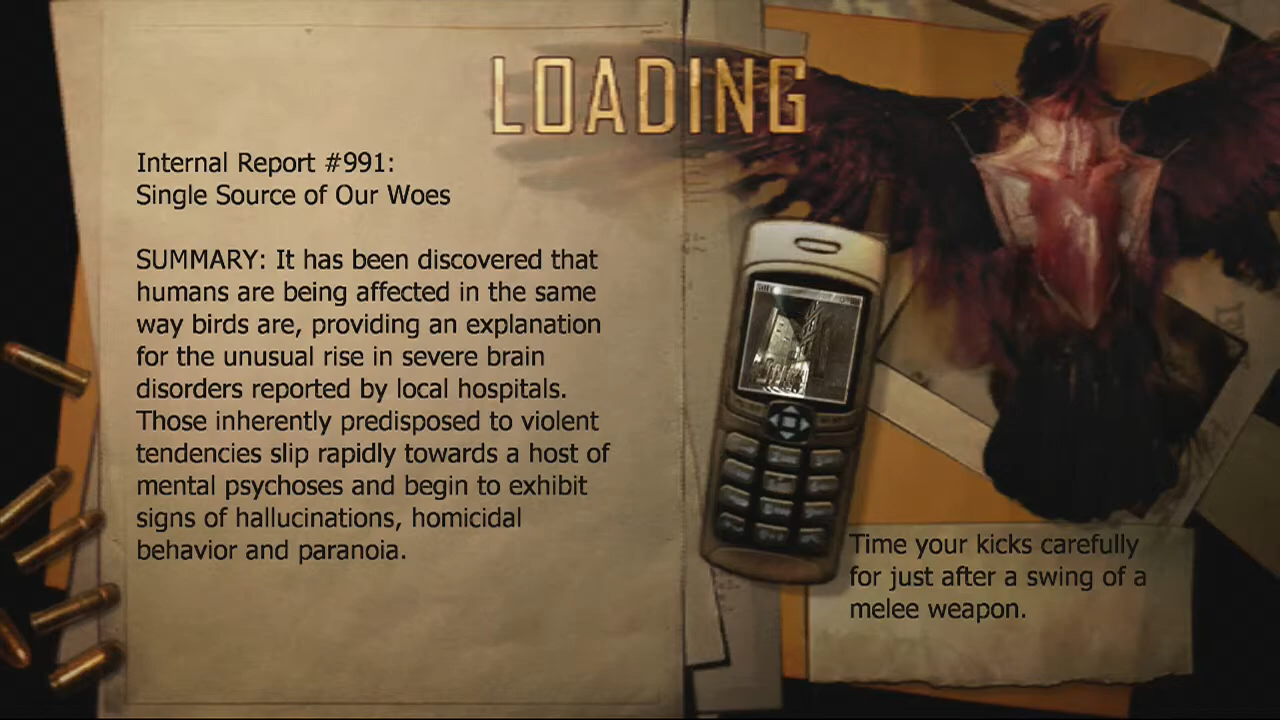 LOADING
Internal Report #991:
Single Source of Our Woes
SUMMARY: It has been discovered that
humans are being affected in the same
way birds are, providing an explanation
for the unusual rise in severe brain
disorders reported by local hospitals.
Those inherently predisposed to violent
tendencies slip rapidly towards a host of
mental psychoses and begin to exhibit
signs of hallucinations, homicidal
behavior and paranoia.
Time your kicks carefully
for just after a swing of a
melee weapon.